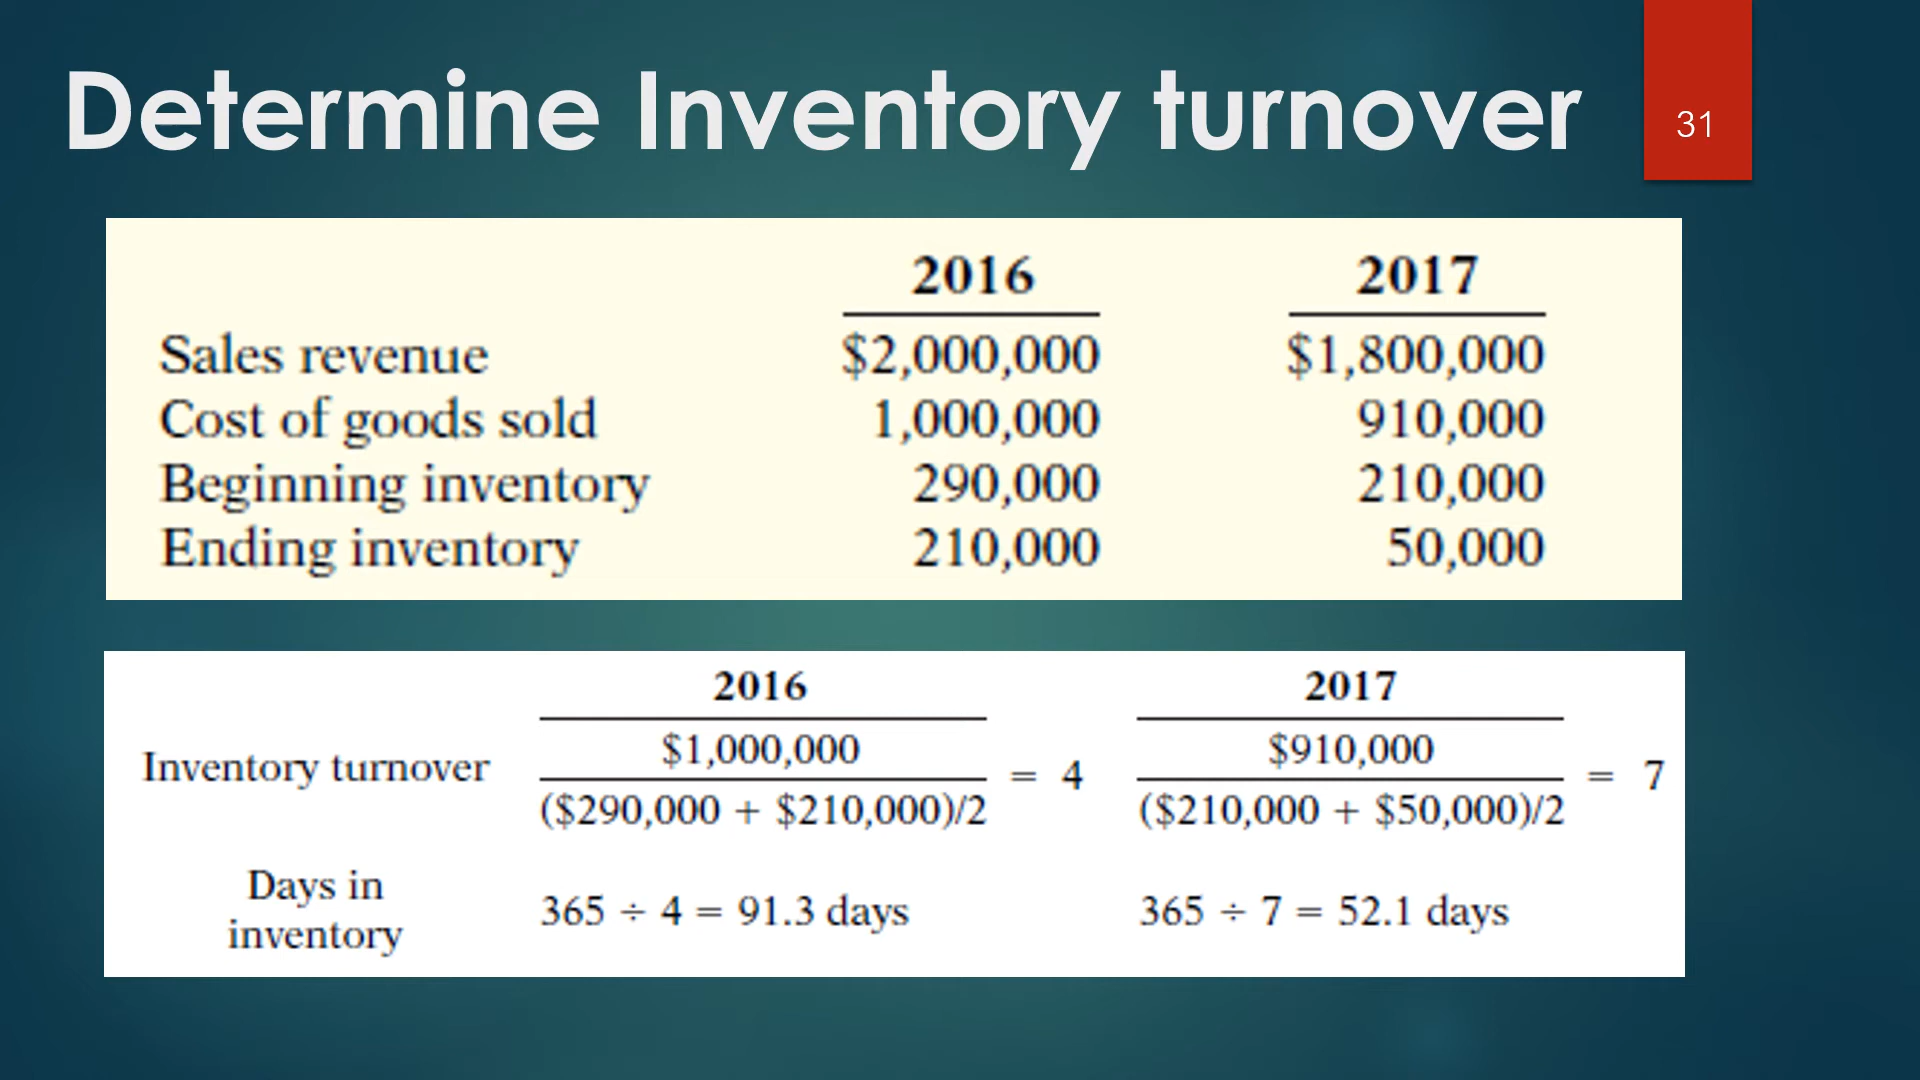 Determine Inventory turnover
31
2016 2017
Sales revenue $2,000,000 $1,800,000
Cost of goods sold 1,000,000 910,000
Beginning inventory 290,000 210,000
Ending inventory 210,000 50,000
2016 2017
Inventory turnover $1,000,000 / ($290,000 + $210,000)/2 = 4 $910,000 / ($210,000 + $50,000)/2 = 7
Days in
inventory 365 ÷ 4 = 91.3 days 365 ÷ 7 = 52.1 days